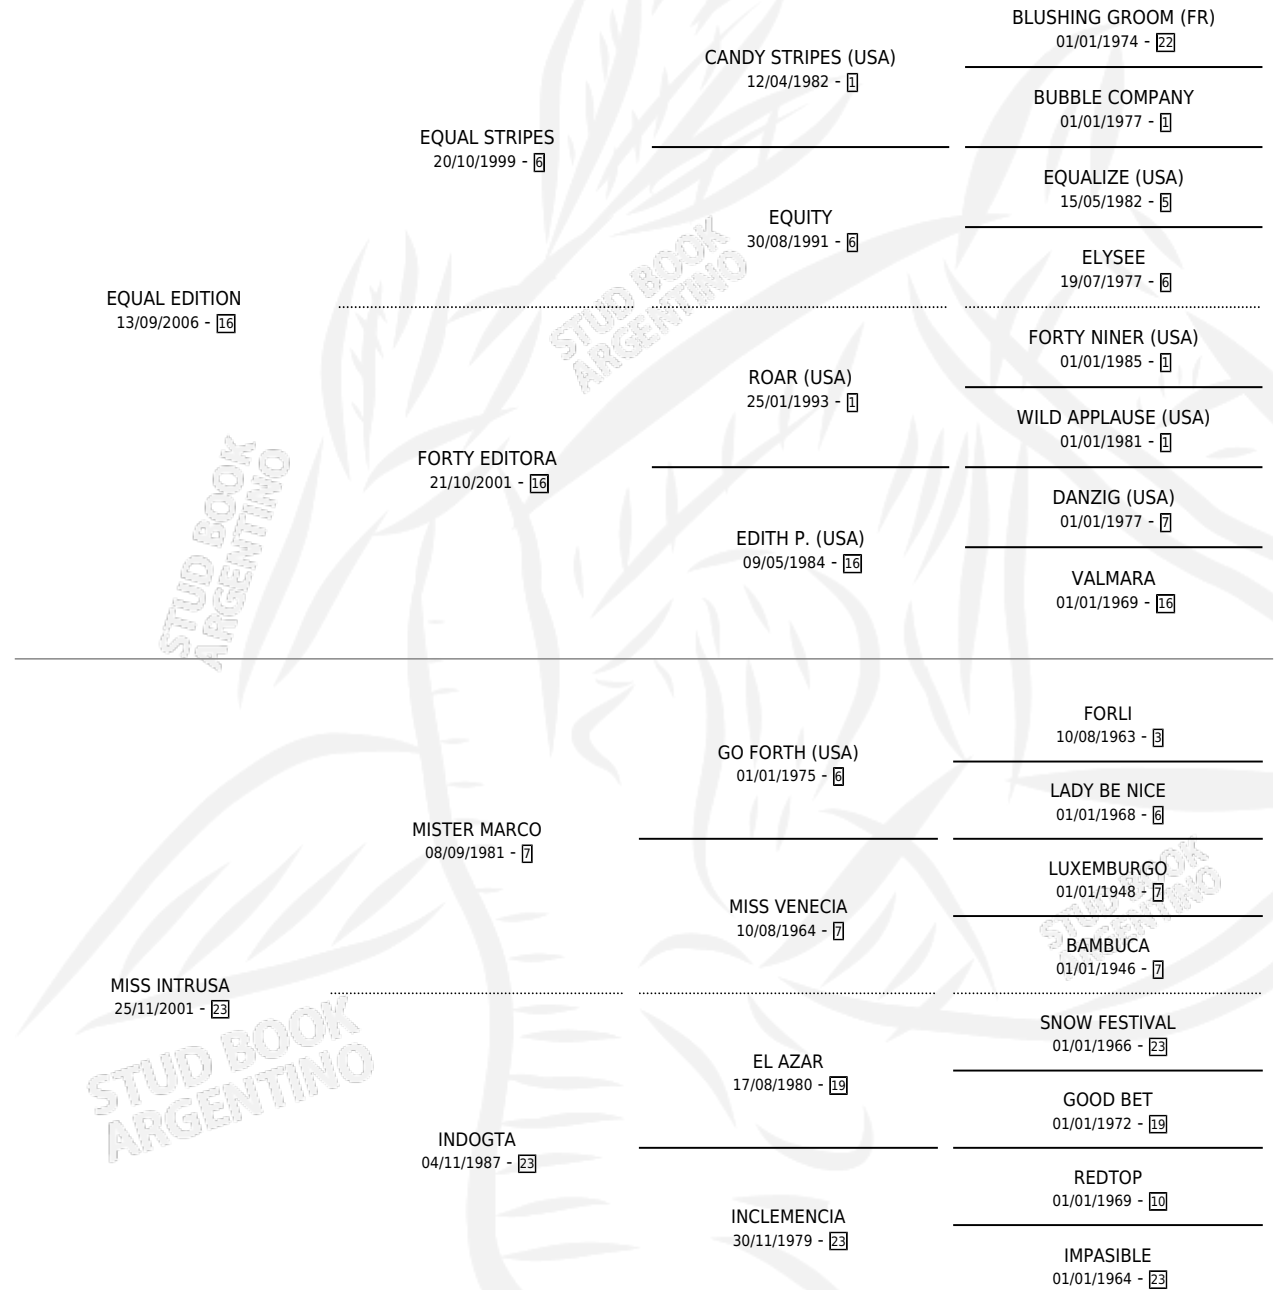 BLUSHING GROOM (FR)
01/01/1974 - 22
CANDY STRIPES (USA)
12/04/1982 - 1
BUBBLE COMPANY
01/01/1977 - 1
EQUAL STRIPES
20/10/1999 - 6
EQUALIZE (USA)
15/05/1982 - 5
EQUITY
30/08/1991 - 6
ELYSEE
19/07/1977 - 6
EQUAL EDITION
13/09/2006 - 16
FORTY NINER (USA)
01/01/1985 - 1
ROAR (USA)
25/01/1993 - 1
WILD APPLAUSE (USA)
01/01/1981 - 1
FORTY EDITORA
21/10/2001 - 16
DANZIG (USA)
01/01/1977 - 7
EDITH P. (USA)
09/05/1984 - 16
VALMARA
01/01/1969 - 16
FORLI
10/08/1963 - 3
GO FORTH (USA)
01/01/1975 - 6
LADY BE NICE
01/01/1968 - 6
MISTER MARCO
08/09/1981 - 7
LUXEMBURGO
01/01/1948 - 7
MISS VENECIA
10/08/1964 - 7
BAMBUCA
01/01/1946 - 7
MISS INTRUSA
25/11/2001 - 23
SNOW FESTIVAL
01/01/1966 - 23
EL AZAR
17/08/1980 - 19
GOOD BET
01/01/1972 - 19
INDOGTA
04/11/1987 - 23
REDTOP
01/01/1969 - 10
INCLEMENCIA
30/11/1979 - 23
IMPASIBLE
01/01/1964 - 23
STUD BOOK
ARGENTINO
STUD BOOK
ARGENTINO
STUD BOOK
ARGENTINO
STUD BOOK
ARGENTINO